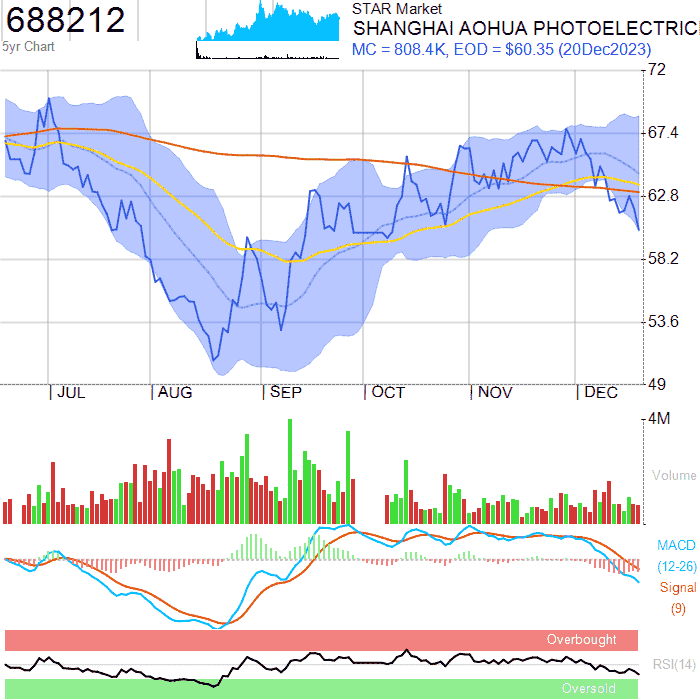 688212
5yr Chart
STAR Market
SHANGHAI AOHUA PHOTOELECTRIC
MC = 808.4K, EOD = $60.35 (20Dec2023)
72
67.4
62.8
58.2
53.6
49
JUL AUG SEP OCT NOV DEC
4M
Volume
MACD
(12-26)
Signal
(9)
Overbought
RSI(14)
Oversold